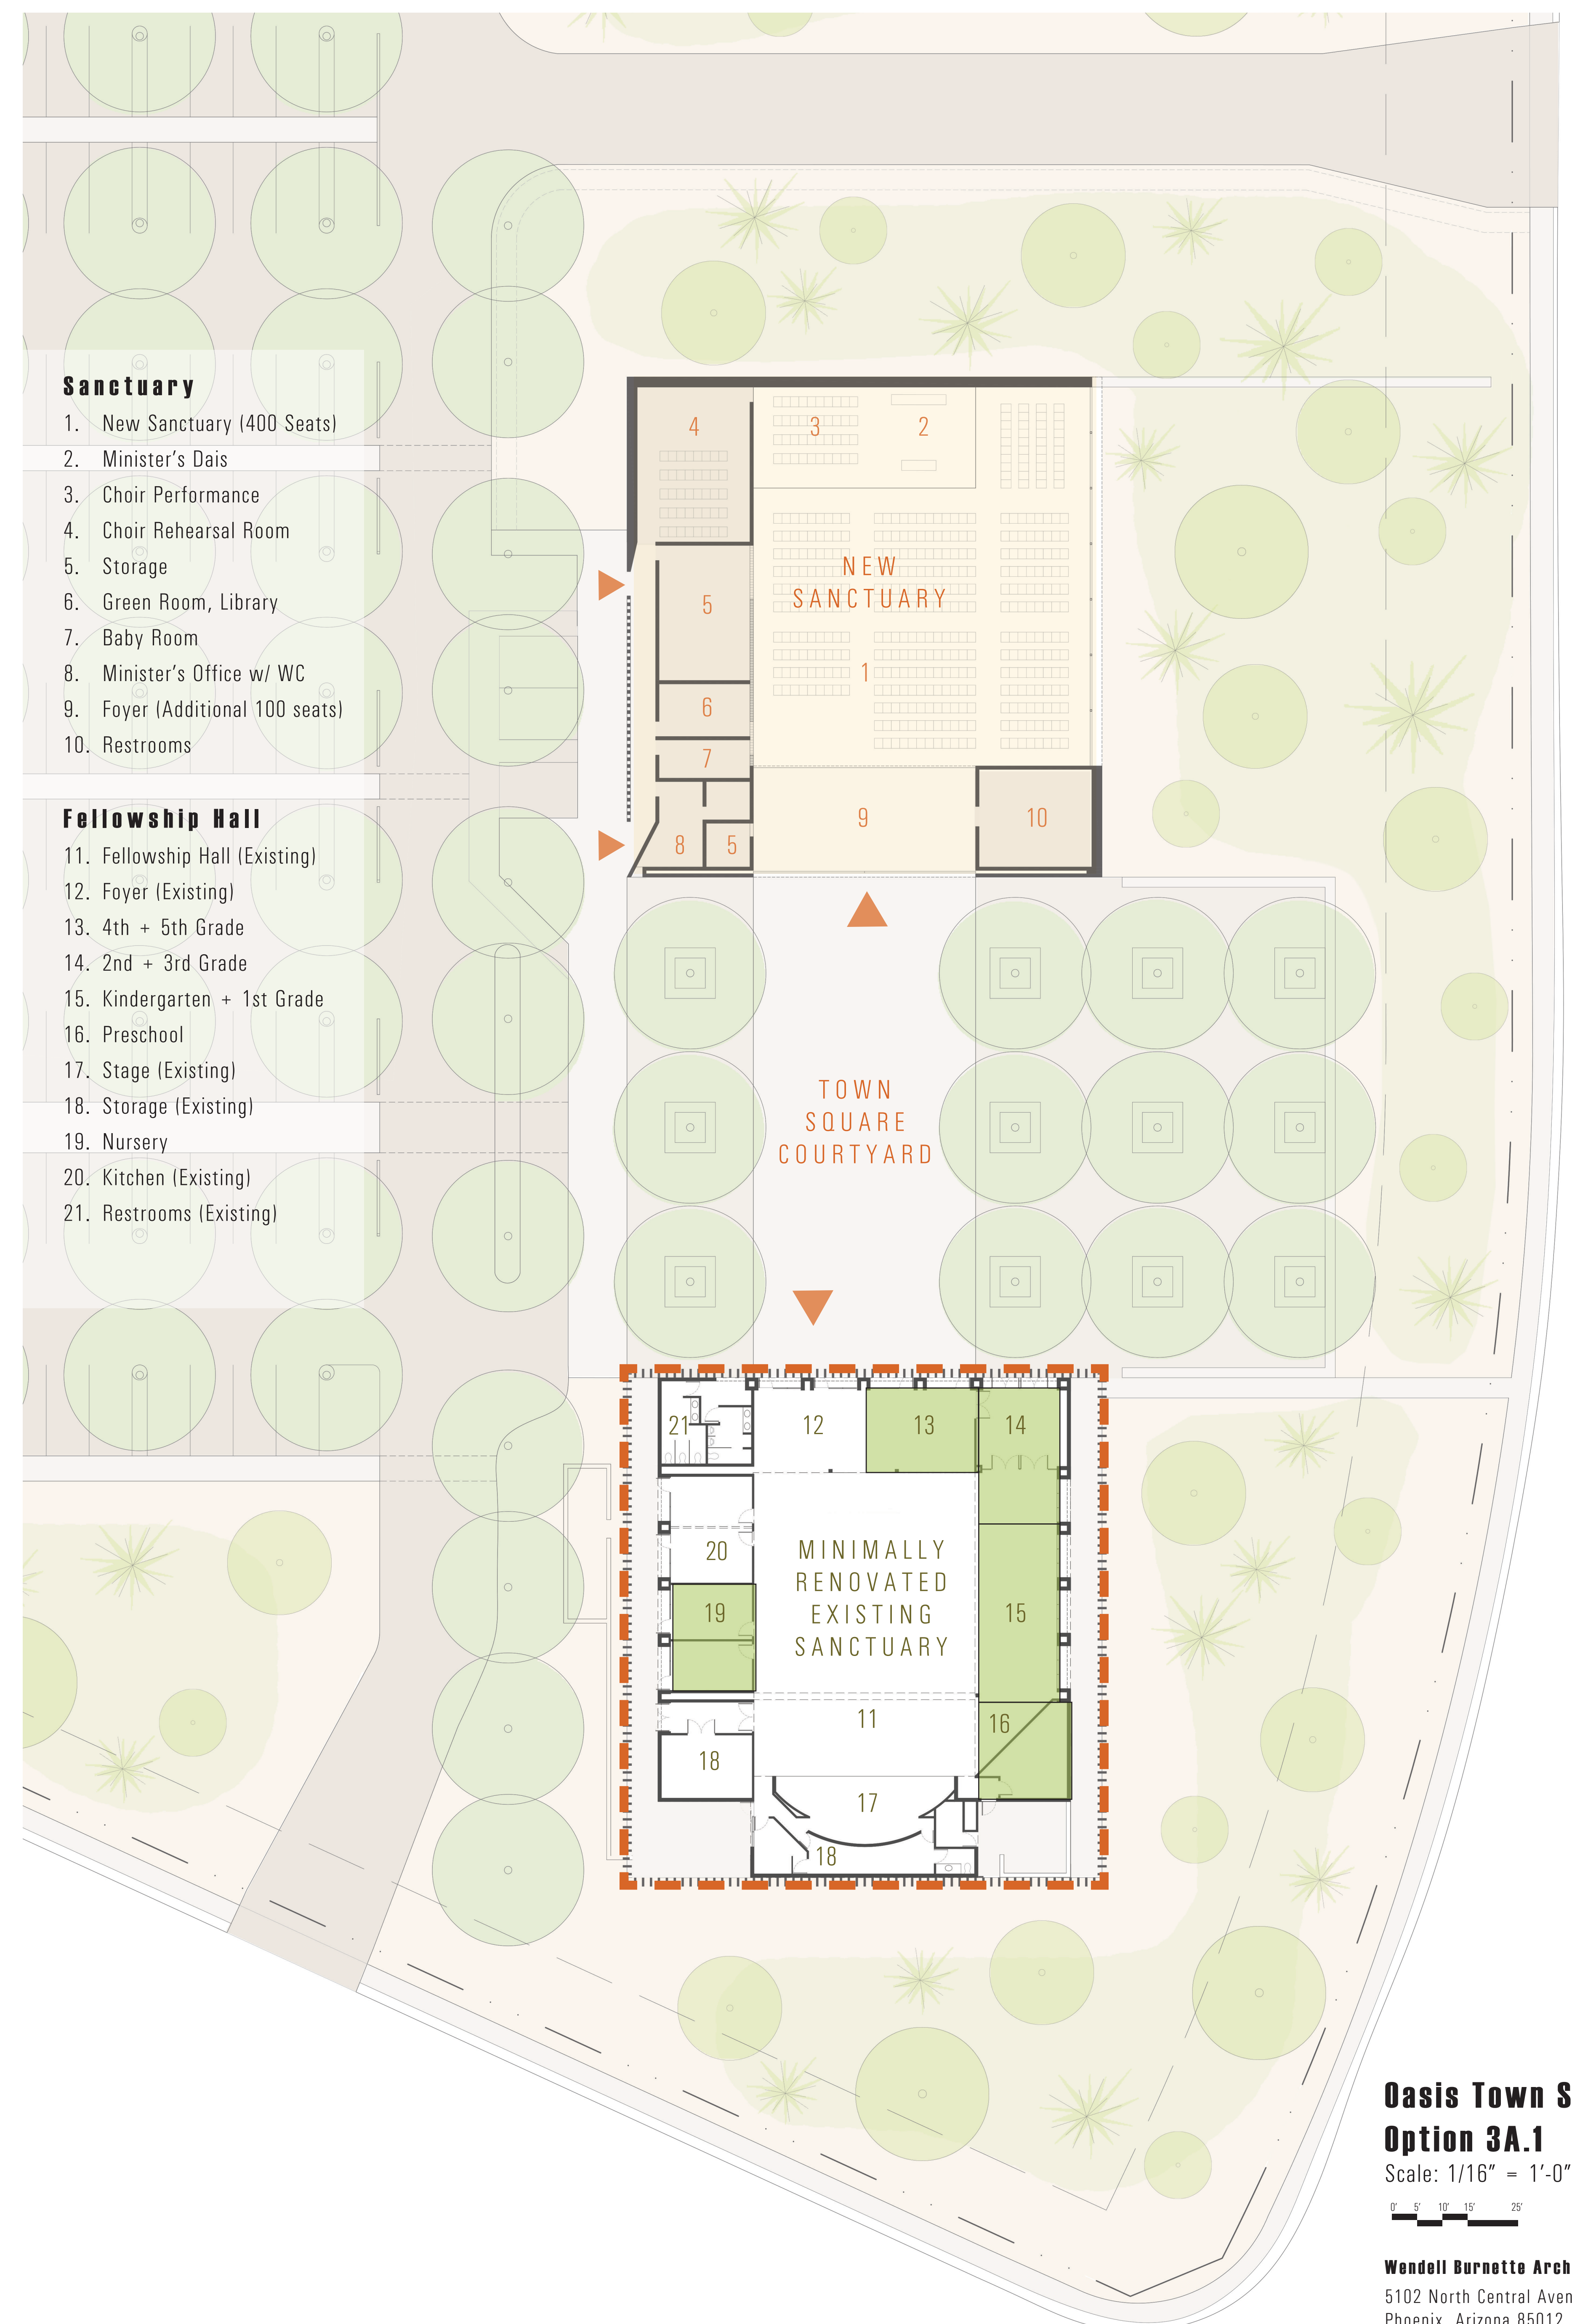 Sanctuary
1. New Sanctuary (400 Seats)
2. Minister's Dais
3. Choir Performance
4. Choir Rehearsal Room
5. Storage
6. Green Room, Library
7. Baby Room
8. Minister's Office w/ WC
9. Foyer (Additional 100 seats)
10. Restrooms
Fellowship Hall
11. Fellowship Hall (Existing)
12. Foyer (Existing)
13. 4th + 5th Grade
14. 2nd + 3rd Grade
15. Kindergarten + 1st Grade
16. Preschool
17. Stage (Existing)
18. Storage (Existing)
19. Nursery
20. Kitchen (Existing)
21. Restrooms (Existing)
4
3
2
5
NEW
SANCTUARY
1
6
7
8
5
9
10
TOWN
SQUARE
COURTYARD
21
12
13
14
20
19
MINIMALLY
RENOVATED
EXISTING
SANCTUARY
15
11
16
18
17
18
Oasis Town S
Option 3A.1
Scale: 1/16" = 1'-0"
0' 5' 10' 15' 25'
Wendell Burnette Arch
5102 North Central Aven
Phoenix, Arizona 85012